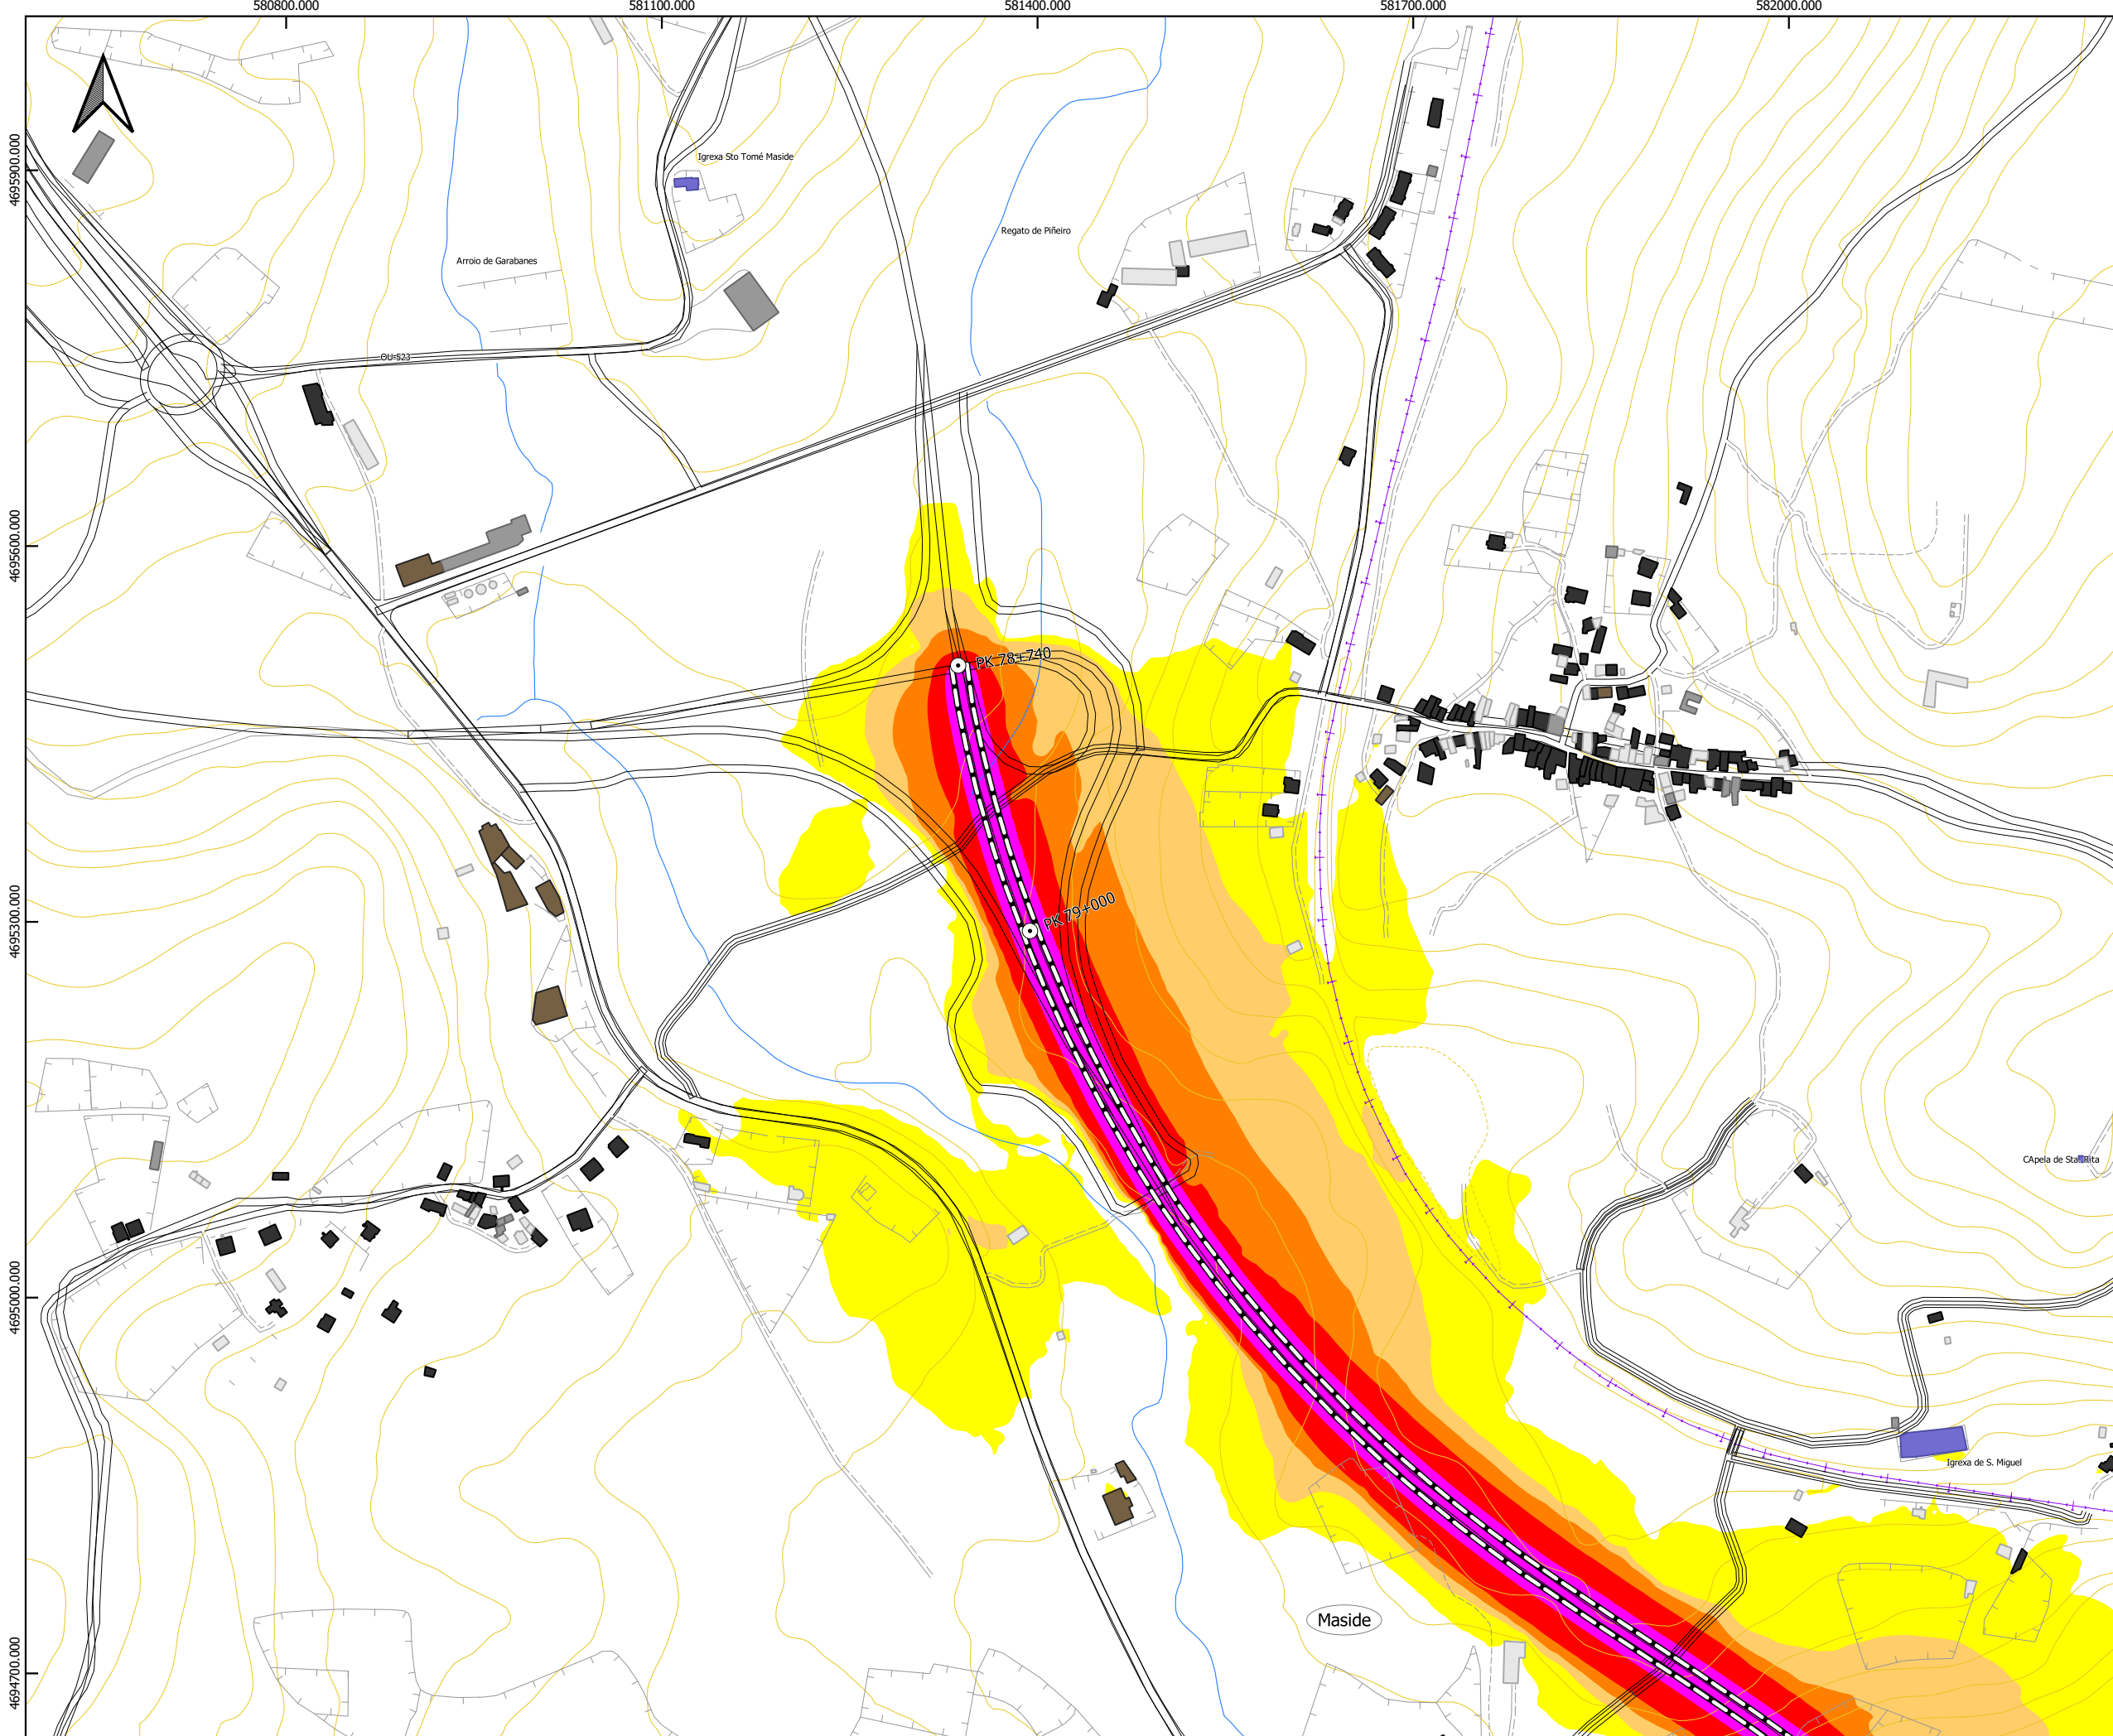 580800.000
581100.000
581400.000
581700.000
582000.000
4695900.000
Igrexa Sto Tomé Maside
Regato de Piñeiro
Arroio de Garabanes
OU-523
4695600.000
PK 78+740
PK 79+000
4695300.000
CApela de Sta. Rita
4695000.000
Igrexa de S. Miguel
Maside
4694700.000